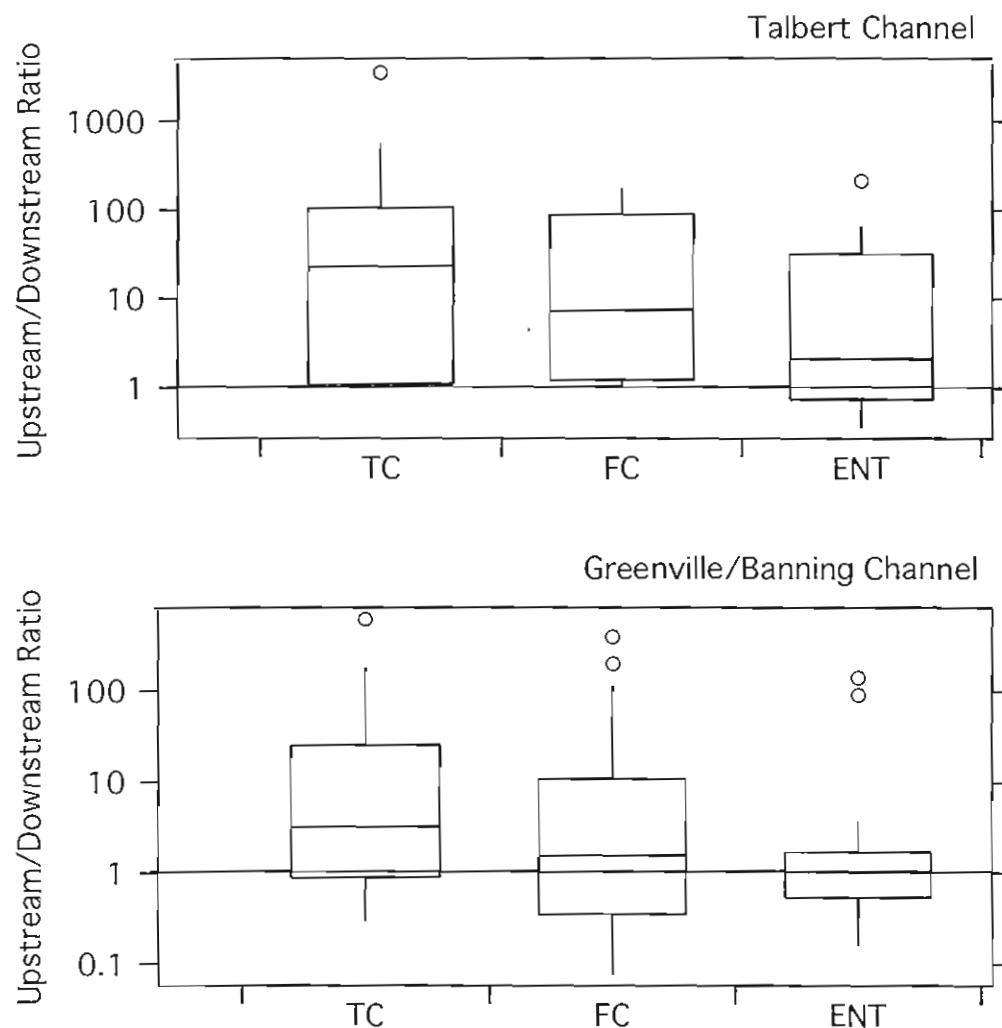 Talbert Channel
Upstream/Downstream Ratio
1000
100
10
1
TC FC ENT
Greenville/Banning Channel
Upstream/Downstream Ratio
100
10
1
0.1
TC FC ENT